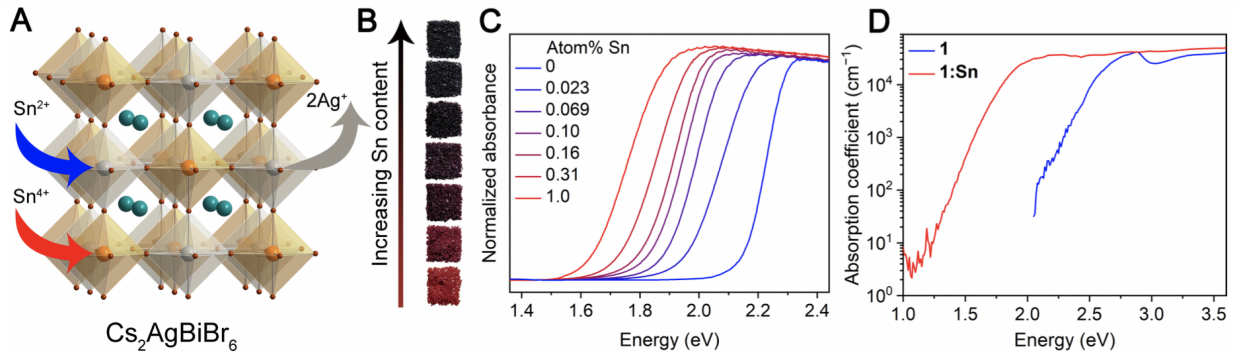 A
Sn²⁺
2Ag⁺
Sn⁴⁺
Cs₂AgBiBr₆
B
Increasing Sn content
C
Normalized absorbance
Atom% Sn
0
0.023
0.069
0.10
0.16
0.31
1.0
1.4 1.6 1.8 2.0 2.2 2.4
Energy (eV)
D
Absorption coefficient (cm⁻¹)
1
1:Sn
10⁴
10³
10²
10¹
10⁰
1.0 1.5 2.0 2.5 3.0 3.5
Energy (eV)